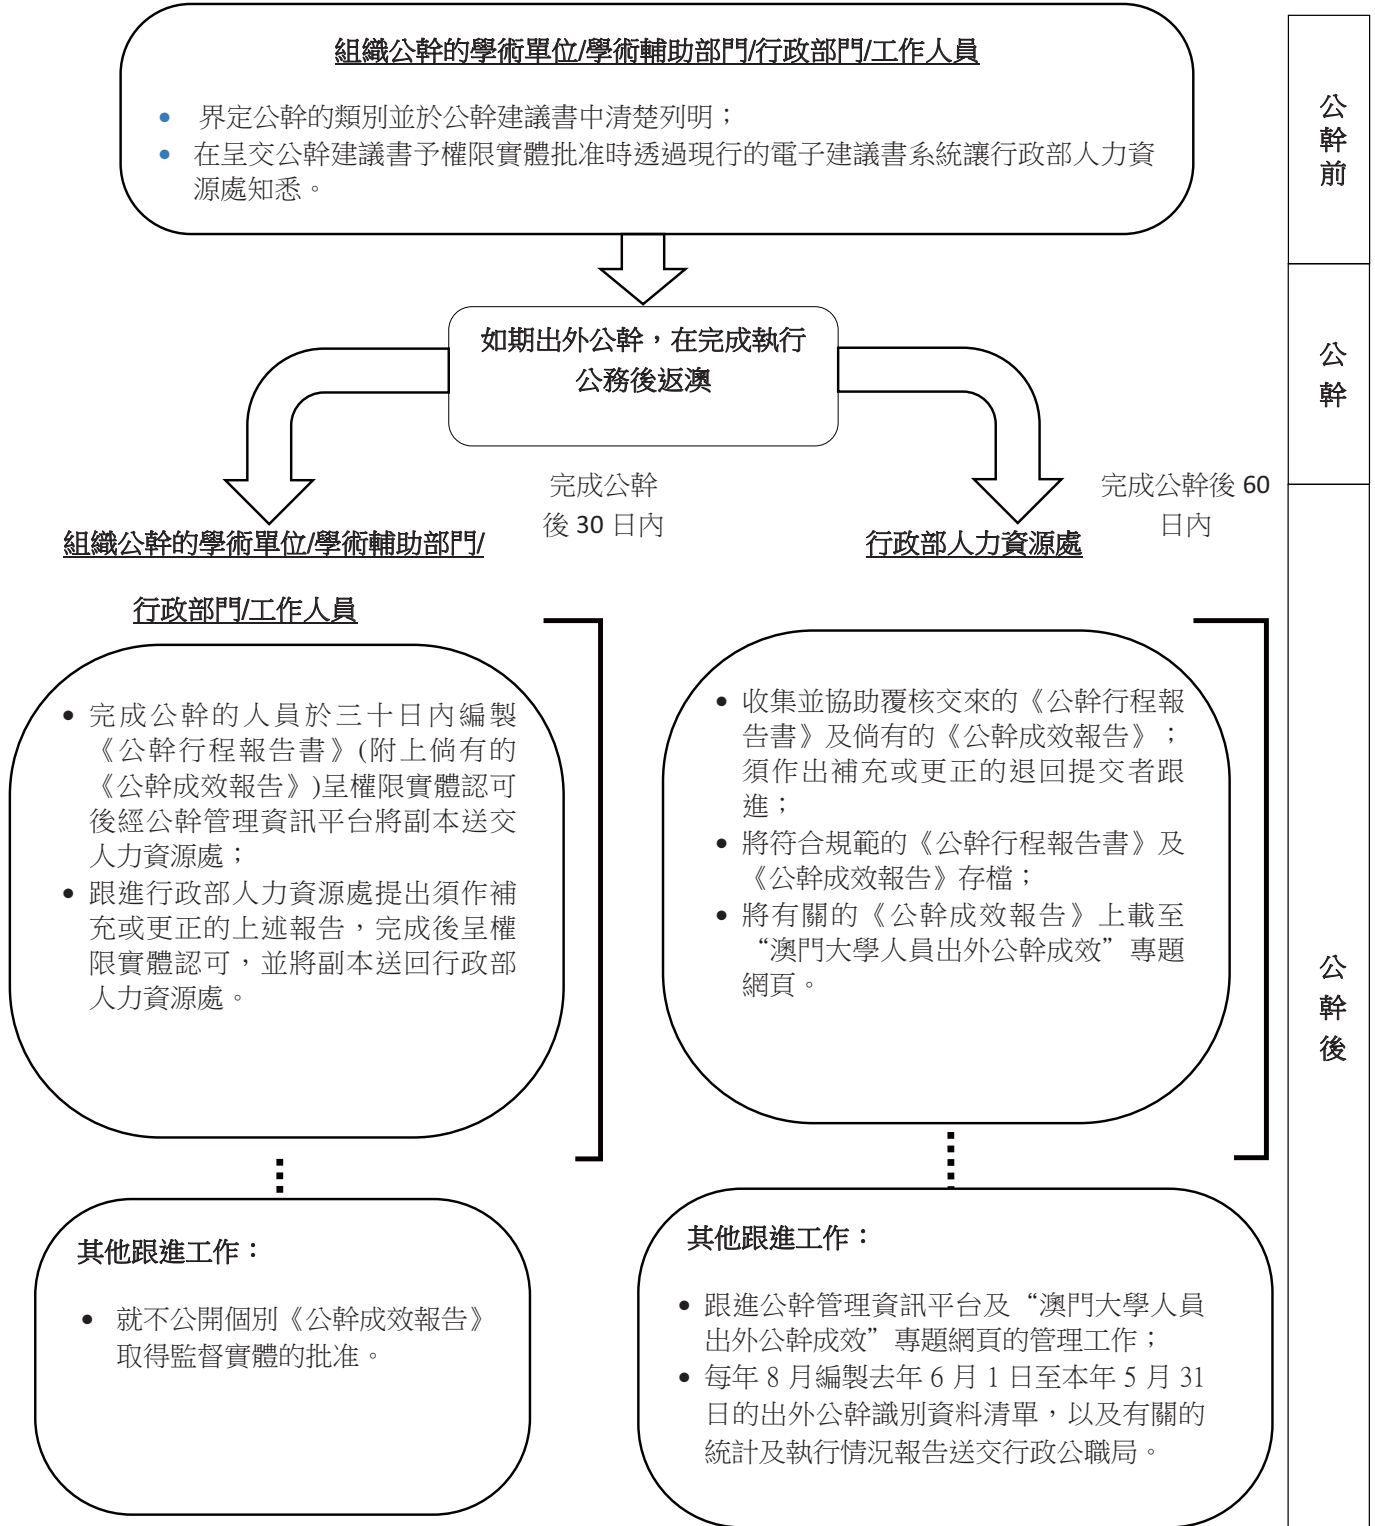 組織公幹的學術單位/學術輔助部門/行政部門/工作人員
• 界定公幹的類別並於公幹建議書中清楚列明；
• 在呈交公幹建議書予權限實體批准時透過現行的電子建議書系統讓行政部人力資
源處知悉。
公
幹
前
如期出外公幹，在完成執行
公務後返澳
公
幹
完成公幹
後 30 日內
完成公幹後 60
日內
組織公幹的學術單位/學術輔助部門/
行政部門/工作人員
• 完成公幹的人員於三十日內編製
《公幹行程報告書》(附上倘有的
《公幹成效報告》)呈權限實體認可
後經公幹管理資訊平台將副本送交
人力資源處；
• 跟進行政部人力資源處提出須作補
充或更正的上述報告，完成後呈權
限實體認可，並將副本送回行政部
人力資源處。
行政部人力資源處
• 收集並協助覆核交來的《公幹行程報
告書》及倘有的《公幹成效報告》；
須作出補充或更正的退回提交者跟
進；
• 將符合規範的《公幹行程報告書》及
《公幹成效報告》存檔；
• 將有關的《公幹成效報告》上載至
“澳門大學人員出外公幹成效”專題
網頁。
公
幹
後
其他跟進工作：
• 就不公開個別《公幹成效報告》
取得監督實體的批准。
其他跟進工作：
• 跟進公幹管理資訊平台及“澳門大學人員
出外公幹成效”專題網頁的管理工作；
• 每年 8 月編製去年 6 月 1 日至本年 5 月 31
日的出外公幹識別資料清單，以及有關的
統計及執行情況報告送交行政公職局。